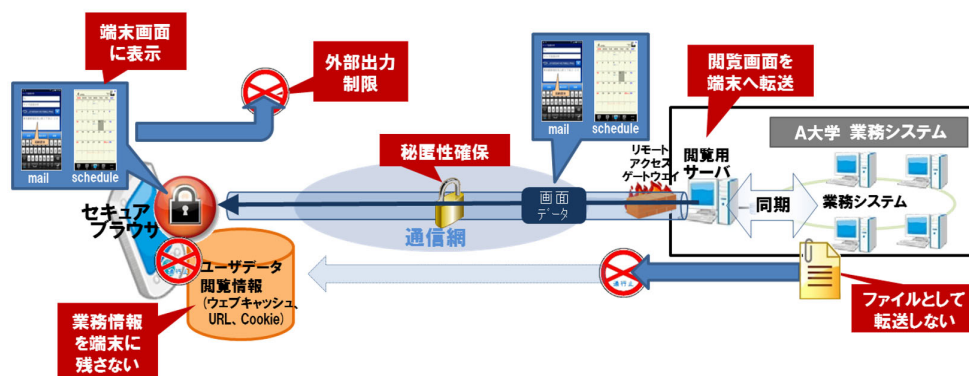 端末画面
に表示
外部出力
制限
mail
schedule
mail
schedule
閲覧画面を
端末へ転送
A大学 業務システム
秘匿性確保
リモート
アクセス
ゲートウェイ
閲覧用
サーバ
画面
データ
同期
業務システム
セキュア
ブラウザ
通信網
ユーザデータ
閲覧情報
(ウェブキャッシュ、
URL、Cookie)
業務情報
を端末に
残さない
ファイルとして
転送しない